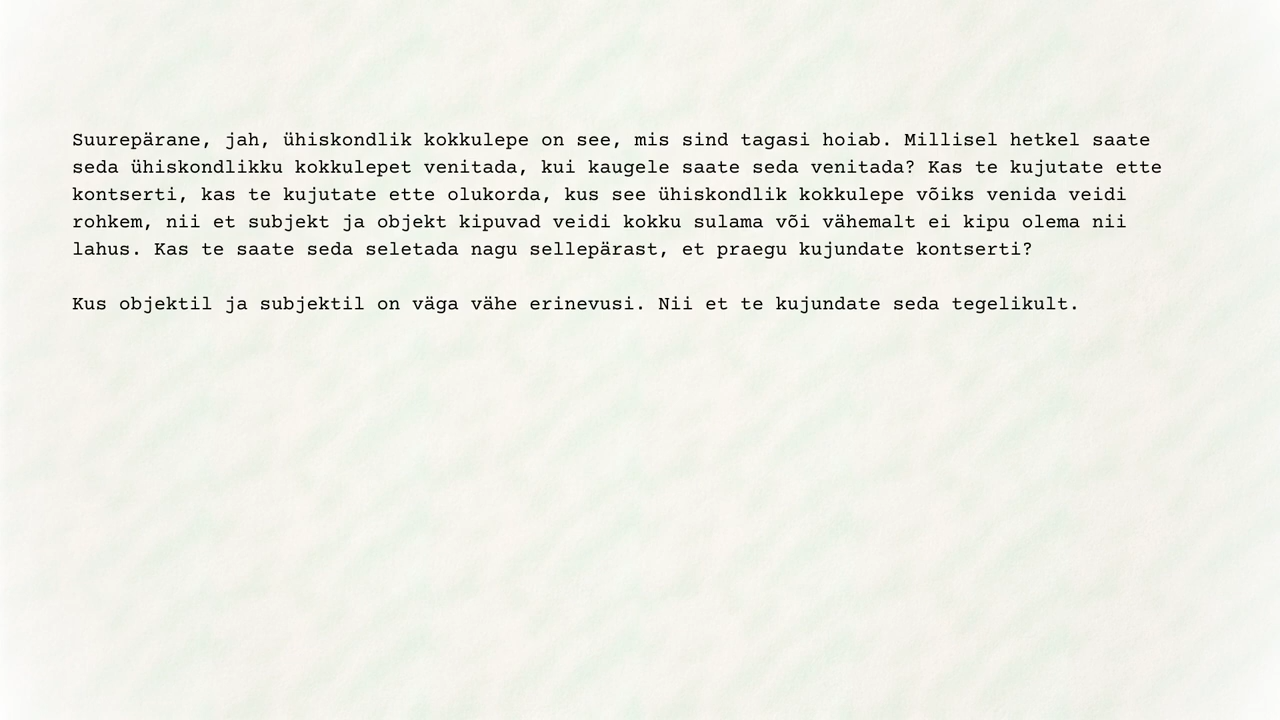 Suurepärane, jah, ühiskondlik kokkulepe on see, mis sind tagasi hoiab. Millisel hetkel saate
seda ühiskondlikku kokkulepet venitada, kui kaugele saate seda venitada? Kas te kujutate ette
kontserti, kas te kujutate ette olukorda, kus see ühiskondlik kokkulepe võiks venida veidi
rohkem, nii et subjekt ja objekt kipuvad veidi kokku sulama või vähemalt ei kipu olema nii
lahus. Kas te saate seda seletada nagu sellepärast, et praegu kujundate kontserti?
Kus objektil ja subjektil on väga vähe erinevusi. Nii et te kujundate seda tegelikult.